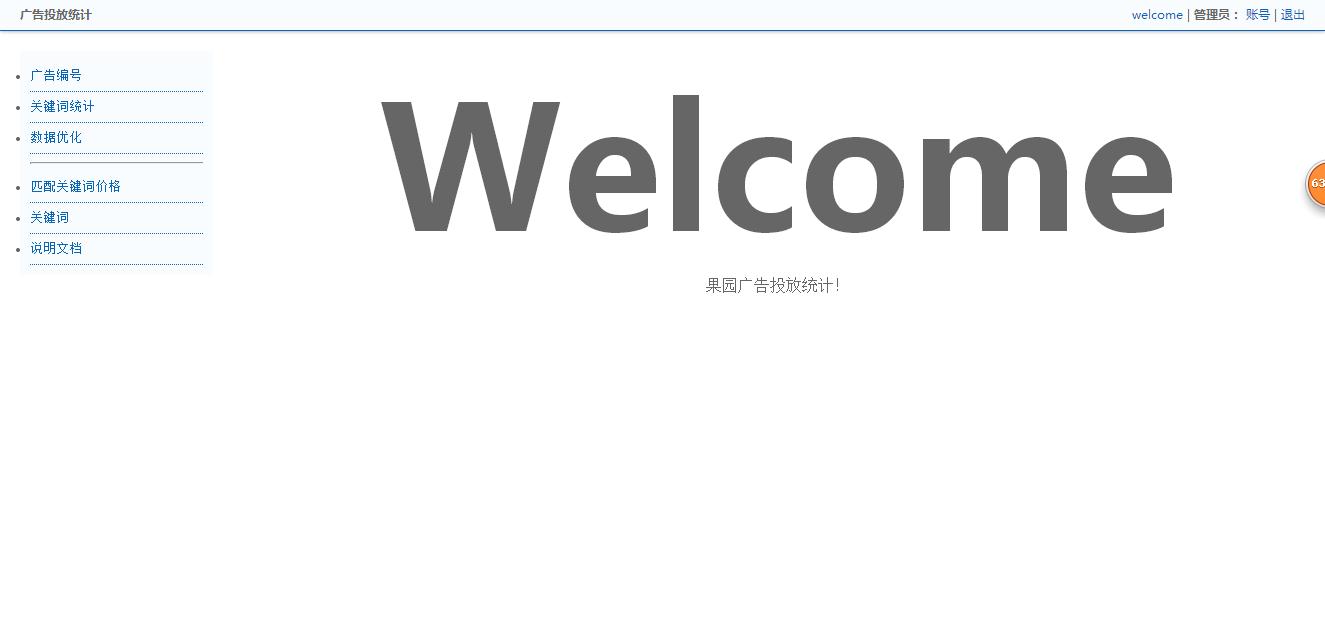 广告投放统计
welcome | 管理员： 账号 | 退出
广告编号
关键词统计
数据优化
匹配关键词价格
关键词
说明文档
Welcome
果园广告投放统计！
63